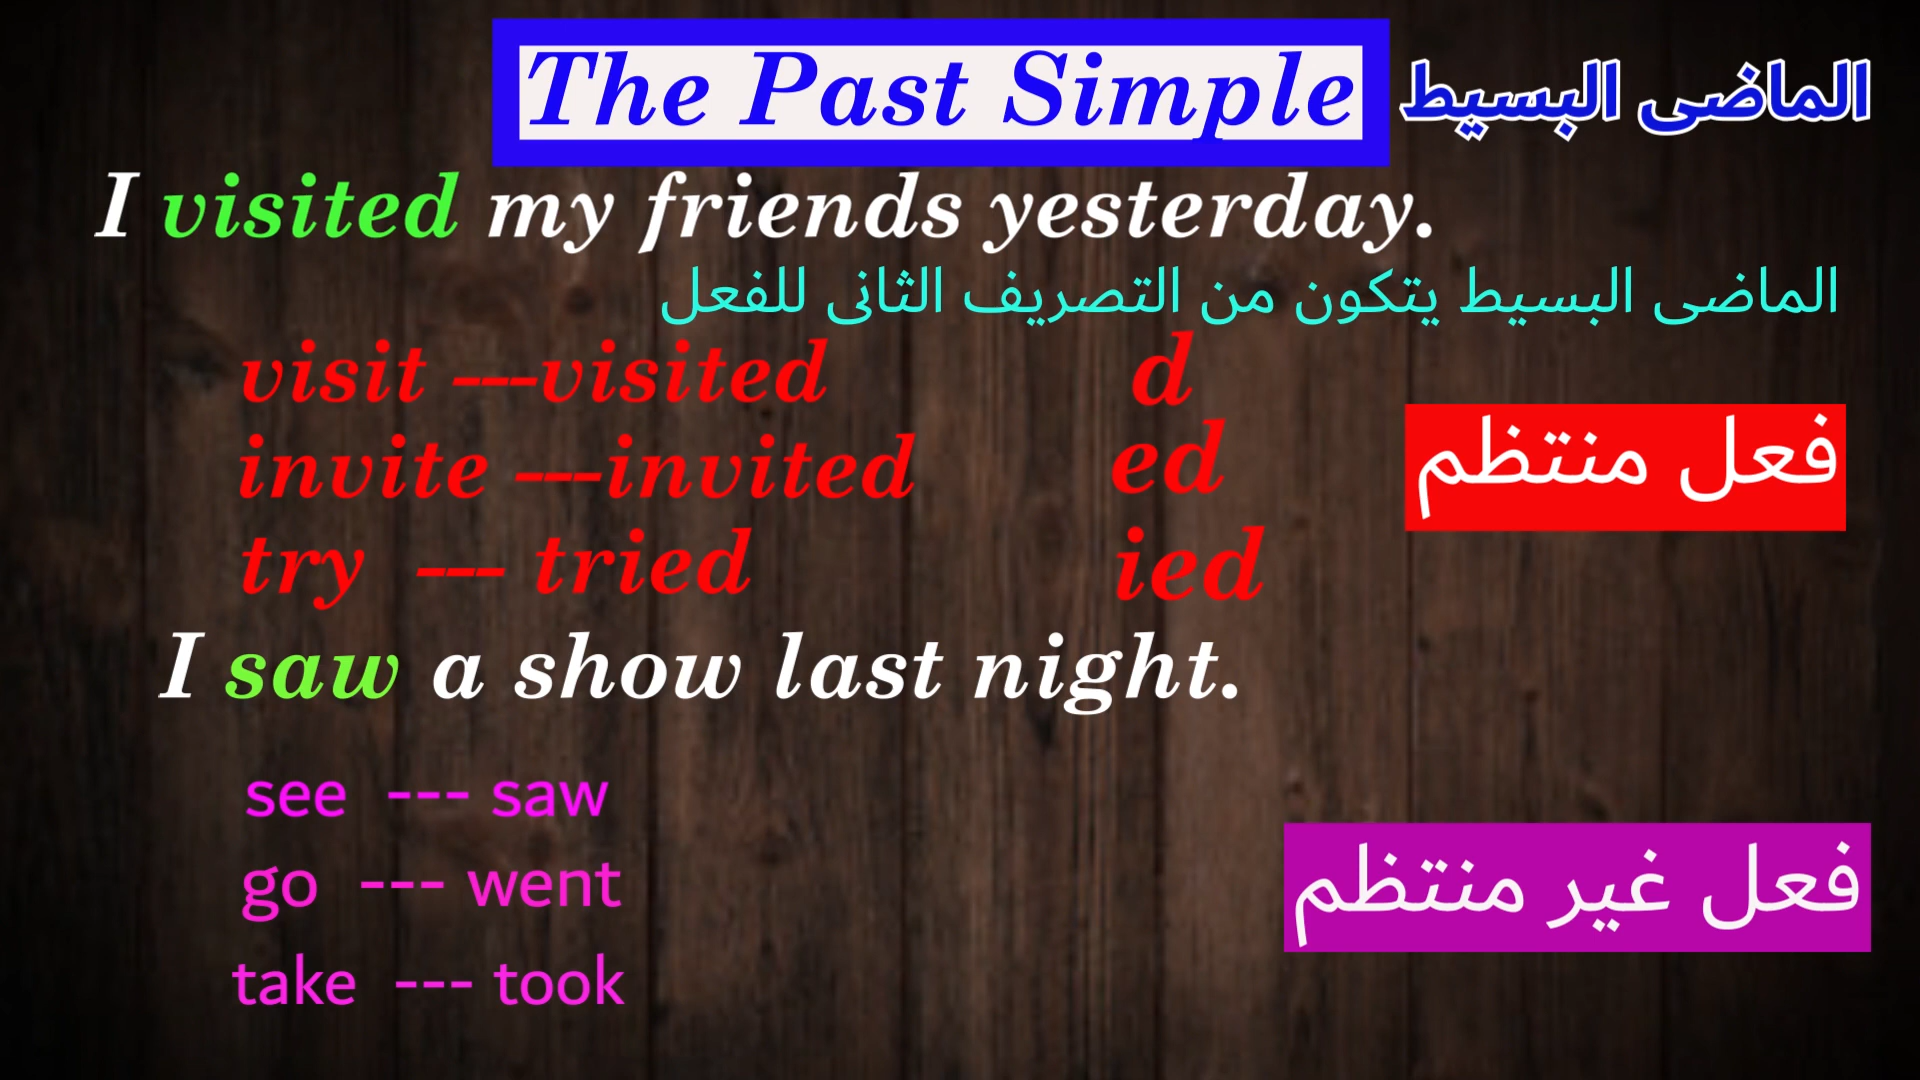 The Past Simple الماضى البسيط
I visited my friends yesterday.
الماضى البسيط يتكون من التصريف الثانى للفعل
visit ---visited d
invite ---invited ed
فعل منتظم
try --- tried ied
I saw a show last night.
see --- saw
go --- went
فعل غير منتظم
take --- took